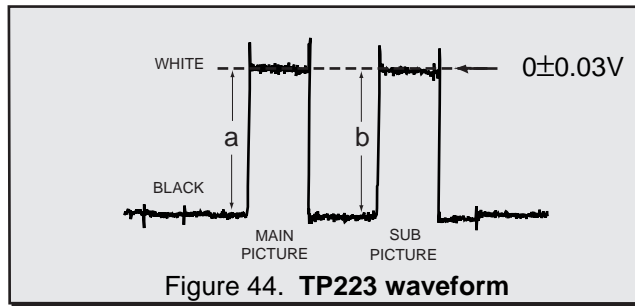 WHITE
0±0.03V
a
b
BLACK
MAIN
PICTURE
SUB
PICTURE
Figure 44. TP223 waveform